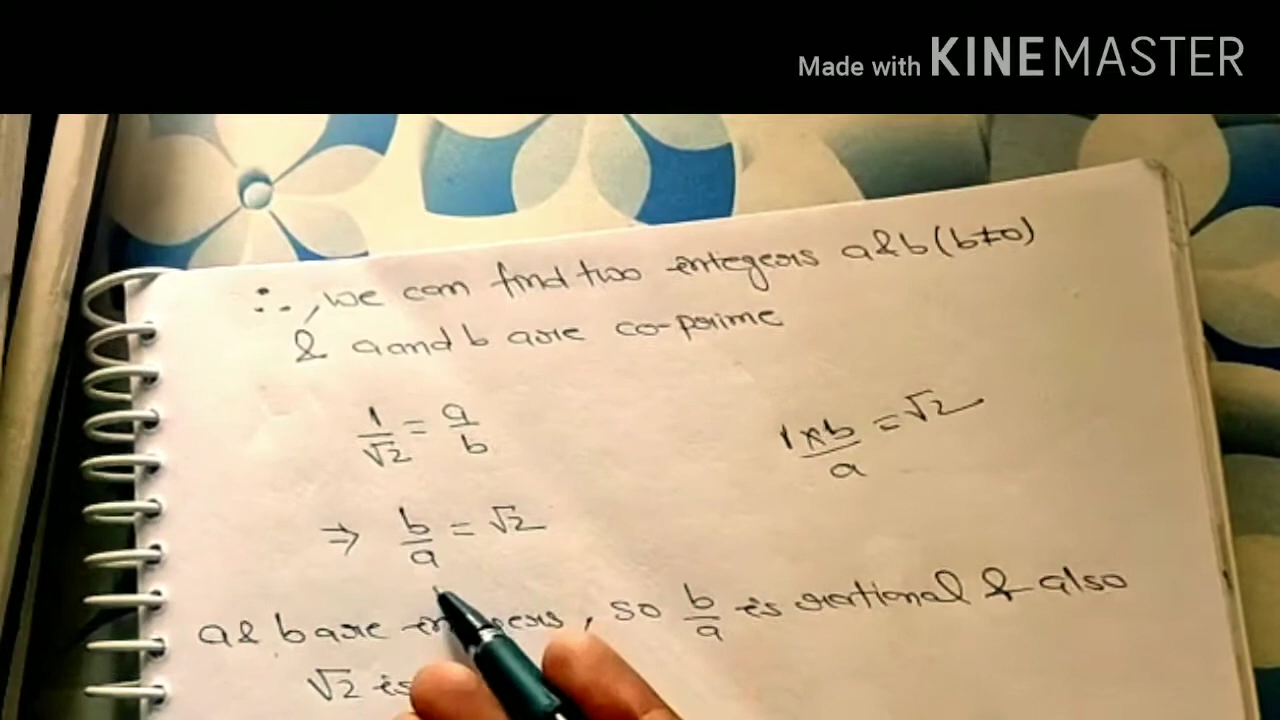 Made with KINEMASTER
∴, we can find two integers a & b (b≠0)
& a and b are co-prime
1/√2 = a/b
1×b/a = √2
⇒ b/a = √2
a & b are, so b/a is rational & also
√2 is